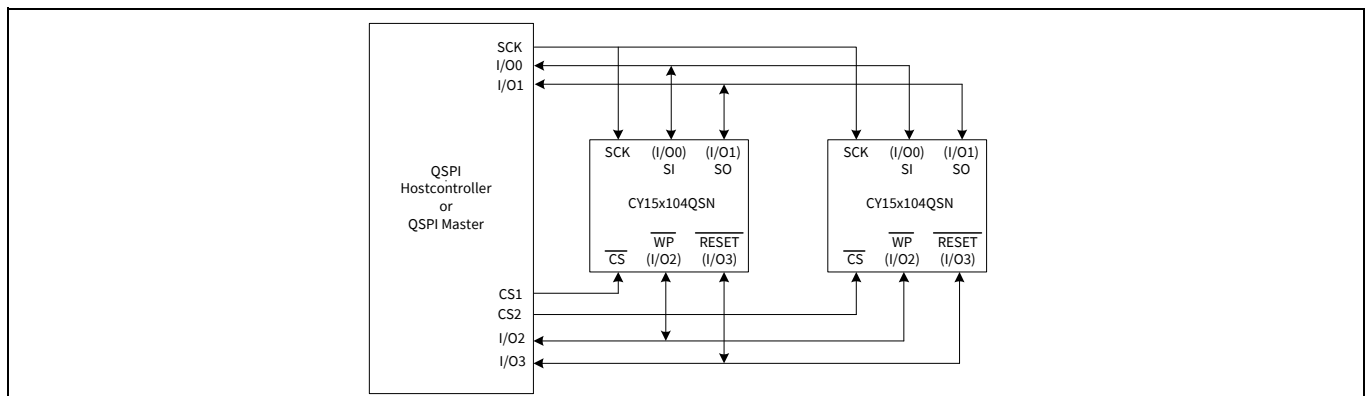 SCK
I/O0
I/O1
QSPI
Hostcontroller
or
QSPI Master
CS1
CS2
I/O2
I/O3
SCK (I/O0) (I/O1)
SI SO
CY15x104QSN
WP RESET
CS (I/O2) (I/O3)
SCK (I/O0) (I/O1)
SI SO
CY15x104QSN
WP RESET
CS (I/O2) (I/O3)